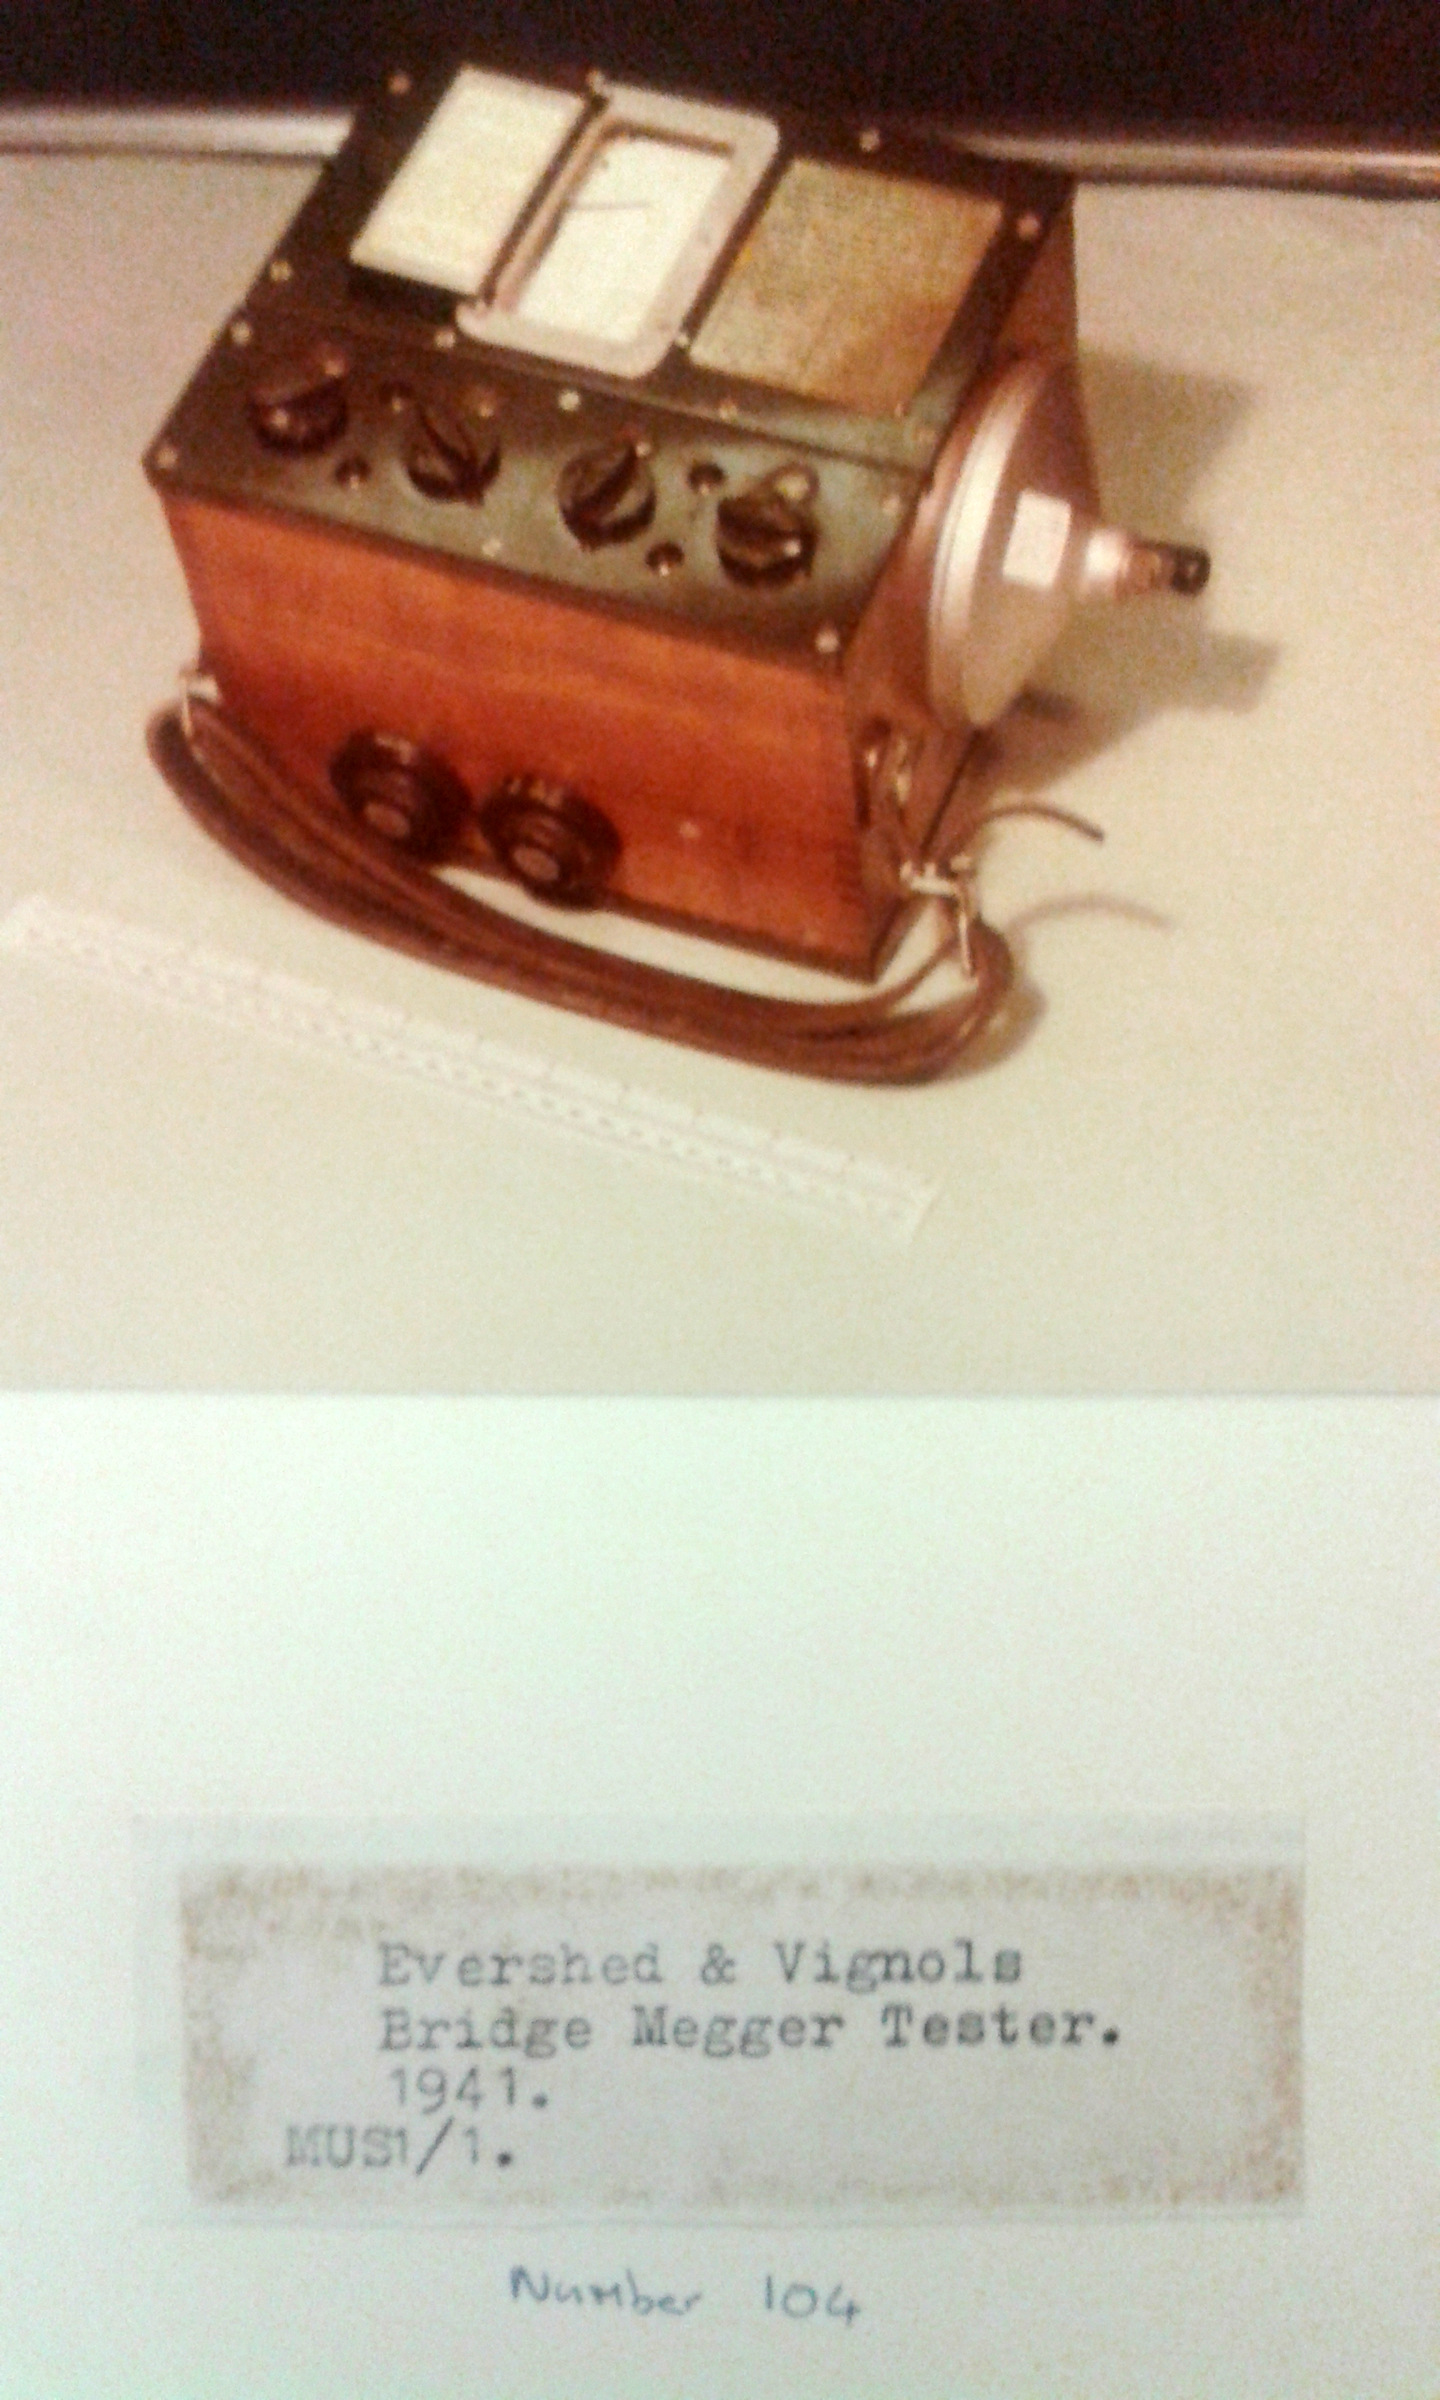 Evershed & Vignols
Bridge Megger Tester.
1941.
MUS1/1.
Number 104